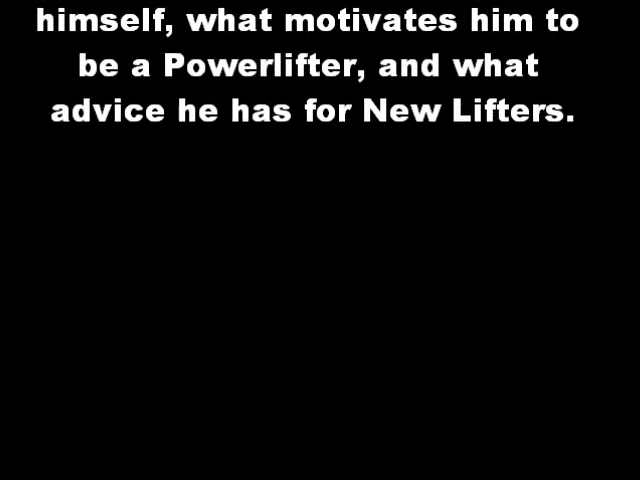 himself, what motivates him to
be a Powerlifter, and what
advice he has for New Lifters.